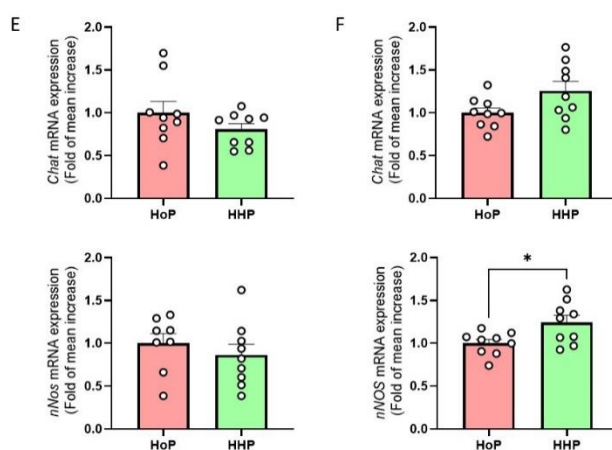 E
Chat mRNA expression
(Fold of mean increase)
2.0
1.5
1.0
0.5
0.0
HoP
HHP
F
Chat mRNA expression
(Fold of mean increase)
2.0
1.5
1.0
0.5
0.0
HoP
HHP
nNos mRNA expression
(Fold of mean increase)
2.0
1.5
1.0
0.5
0.0
HoP
HHP
nNOS mRNA expression
(Fold of mean increase)
2.0
1.5
1.0
0.5
0.0
*
HoP
HHP